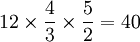 12 × 4/3 × 5/2 = 40